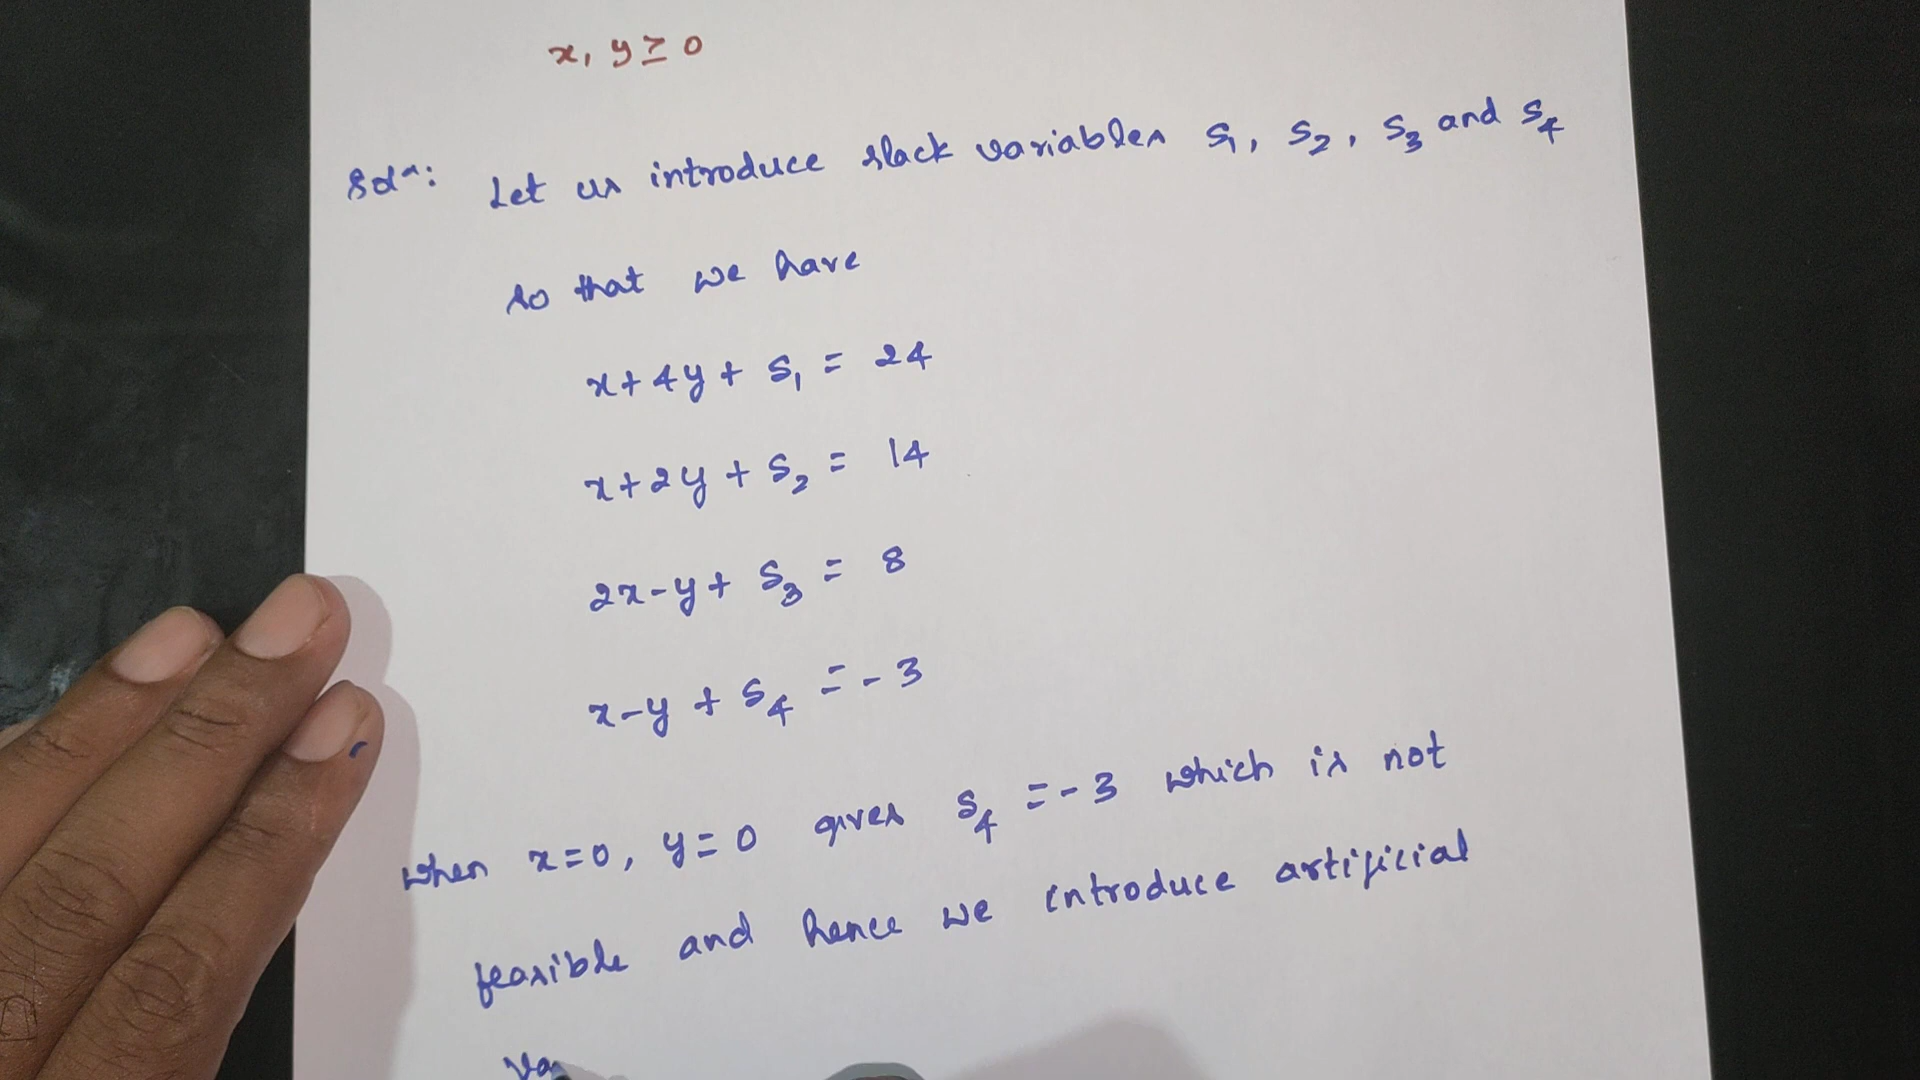 x, y ≥ 0
Solⁿ: Let us introduce slack variables S₁, S₂, S₃ and S₄
so that we have
x + 4y + S₁ = 24
x + 2y + S₂ = 14
2x - y + S₃ = 8
x - y + S₄ = -3
when x = 0, y = 0 gives S₄ = -3 which is not
feasible and hence we introduce artificial